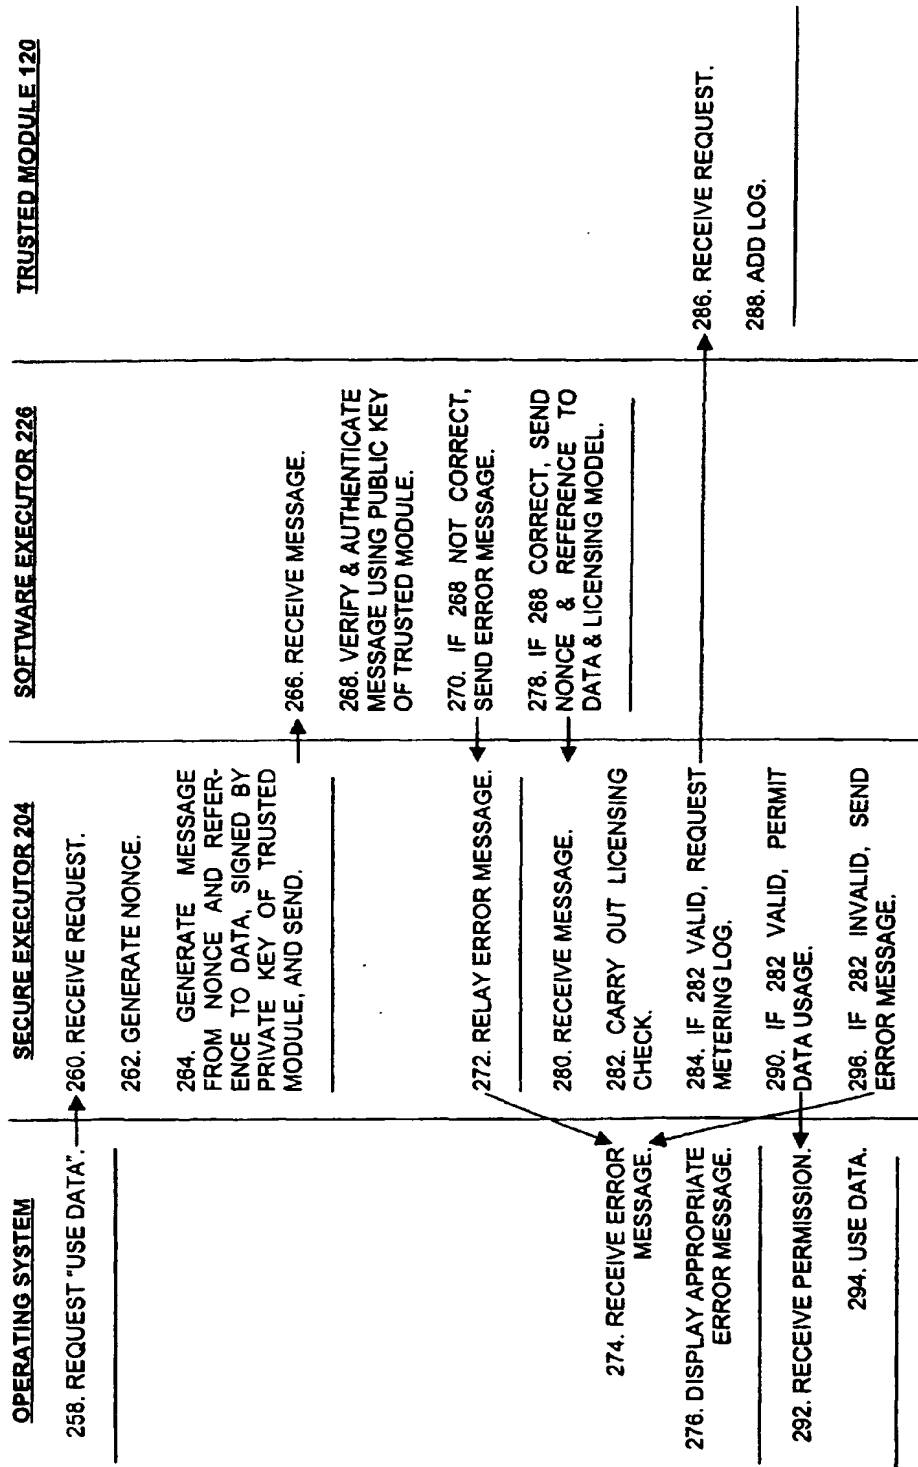 OPERATING SYSTEM
258. REQUEST "USE DATA".
274. RECEIVE ERROR
MESSAGE.
276. DISPLAY APPROPRIATE
ERROR MESSAGE.
292. RECEIVE PERMISSION.
294. USE DATA.
SECURE EXECUTOR 204
260. RECEIVE REQUEST.
262. GENERATE NONCE.
264. GENERATE MESSAGE
FROM NONCE AND REFER-
ENCE TO DATA, SIGNED BY
PRIVATE KEY OF TRUSTED
MODULE, AND SEND.
272. RELAY ERROR MESSAGE.
280. RECEIVE MESSAGE.
282. CARRY OUT LICENSING
CHECK.
284. IF 282 VALID, REQUEST
METERING LOG.
290. IF 282 VALID, PERMIT
DATA USAGE.
296. IF 282 INVALID, SEND
ERROR MESSAGE.
SOFTWARE EXECUTOR 226
266. RECEIVE MESSAGE.
268. VERIFY & AUTHENTICATE
MESSAGE USING PUBLIC KEY
OF TRUSTED MODULE.
270. IF 268 NOT CORRECT,
SEND ERROR MESSAGE.
278. IF 268 CORRECT, SEND
NONCE & REFERENCE TO
DATA & LICENSING MODEL.
TRUSTED MODULE 120
286. RECEIVE REQUEST.
288. ADD LOG.